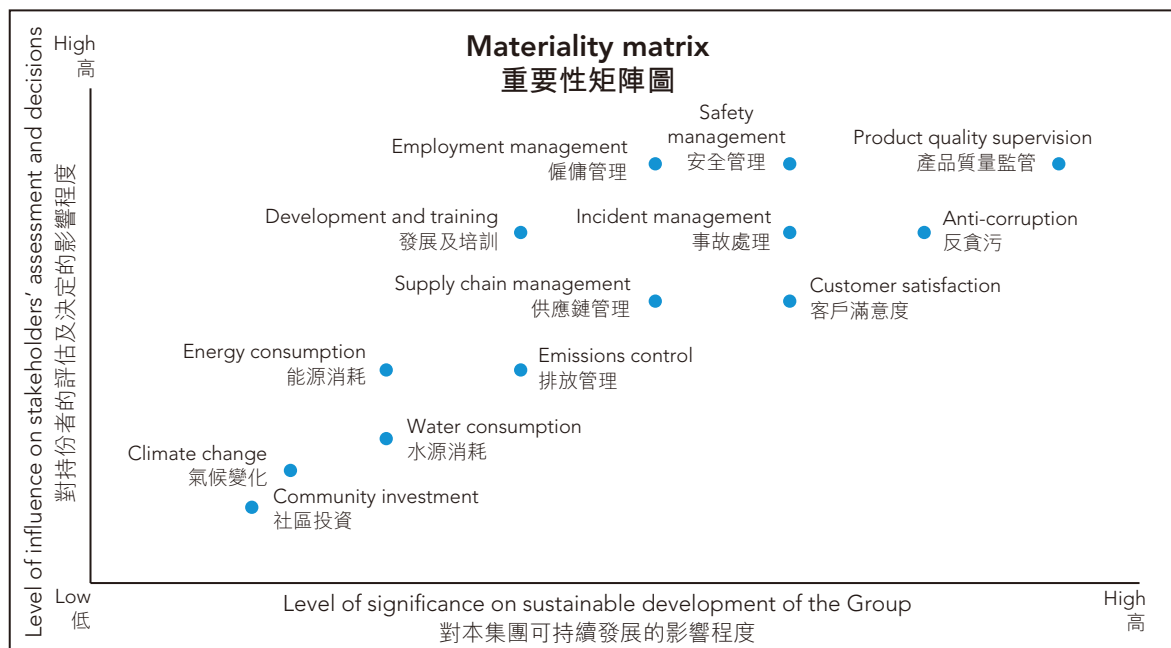 Materiality matrix
重要性矩陣圖
High
高
Level of influence on stakeholders’ assessment and decisions
對持份者的評估及決定的影響程度
Safety
management
安全管理
Employment management
僱傭管理
Product quality supervision
產品質量監管
Development and training
發展及培訓
Incident management
事故處理
Anti-corruption
反貪污
Supply chain management
供應鏈管理
Customer satisfaction
客戶滿意度
Energy consumption
能源消耗
Emissions control
排放管理
Water consumption
水源消耗
Climate change
氣候變化
Community investment
社區投資
Low
低
Level of significance on sustainable development of the Group
對本集團可持續發展的影響程度
High
高